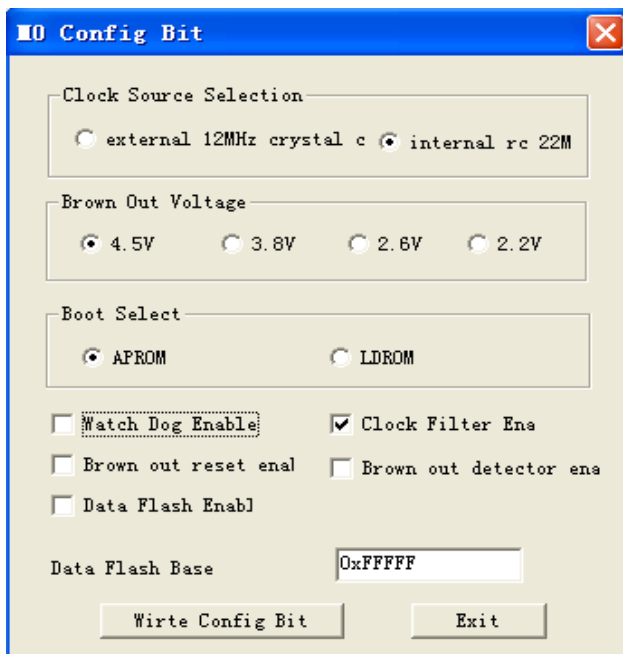 M0 Config Bit
Clock Source Selection
external 12MHz crystal c internal rc 22M
Brown Out Voltage
4.5V 3.8V 2.6V 2.2V
Boot Select
APROM LDROM
Watch Dog Enable Clock Filter Ena
Brown out reset enal Brown out detector ena
Data Flash Enabl
Data Flash Base 0xFFFFF
Wirte Config Bit Exit